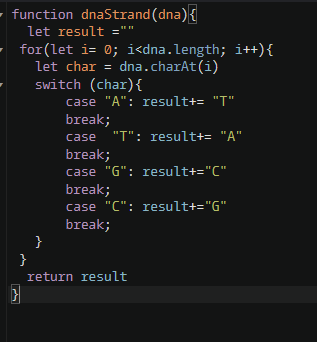 function dnaStrand(dna){
  let result =""
 for(let i= 0; i<dna.length; i++){
   let char = dna.charAt(i)
   switch (char){
       case "A": result+= "T"
       break;
       case  "T": result+= "A"
       break;
       case "G": result+="C"
       break;
       case "C": result+="G"
       break;
   }
 }
  return result
}